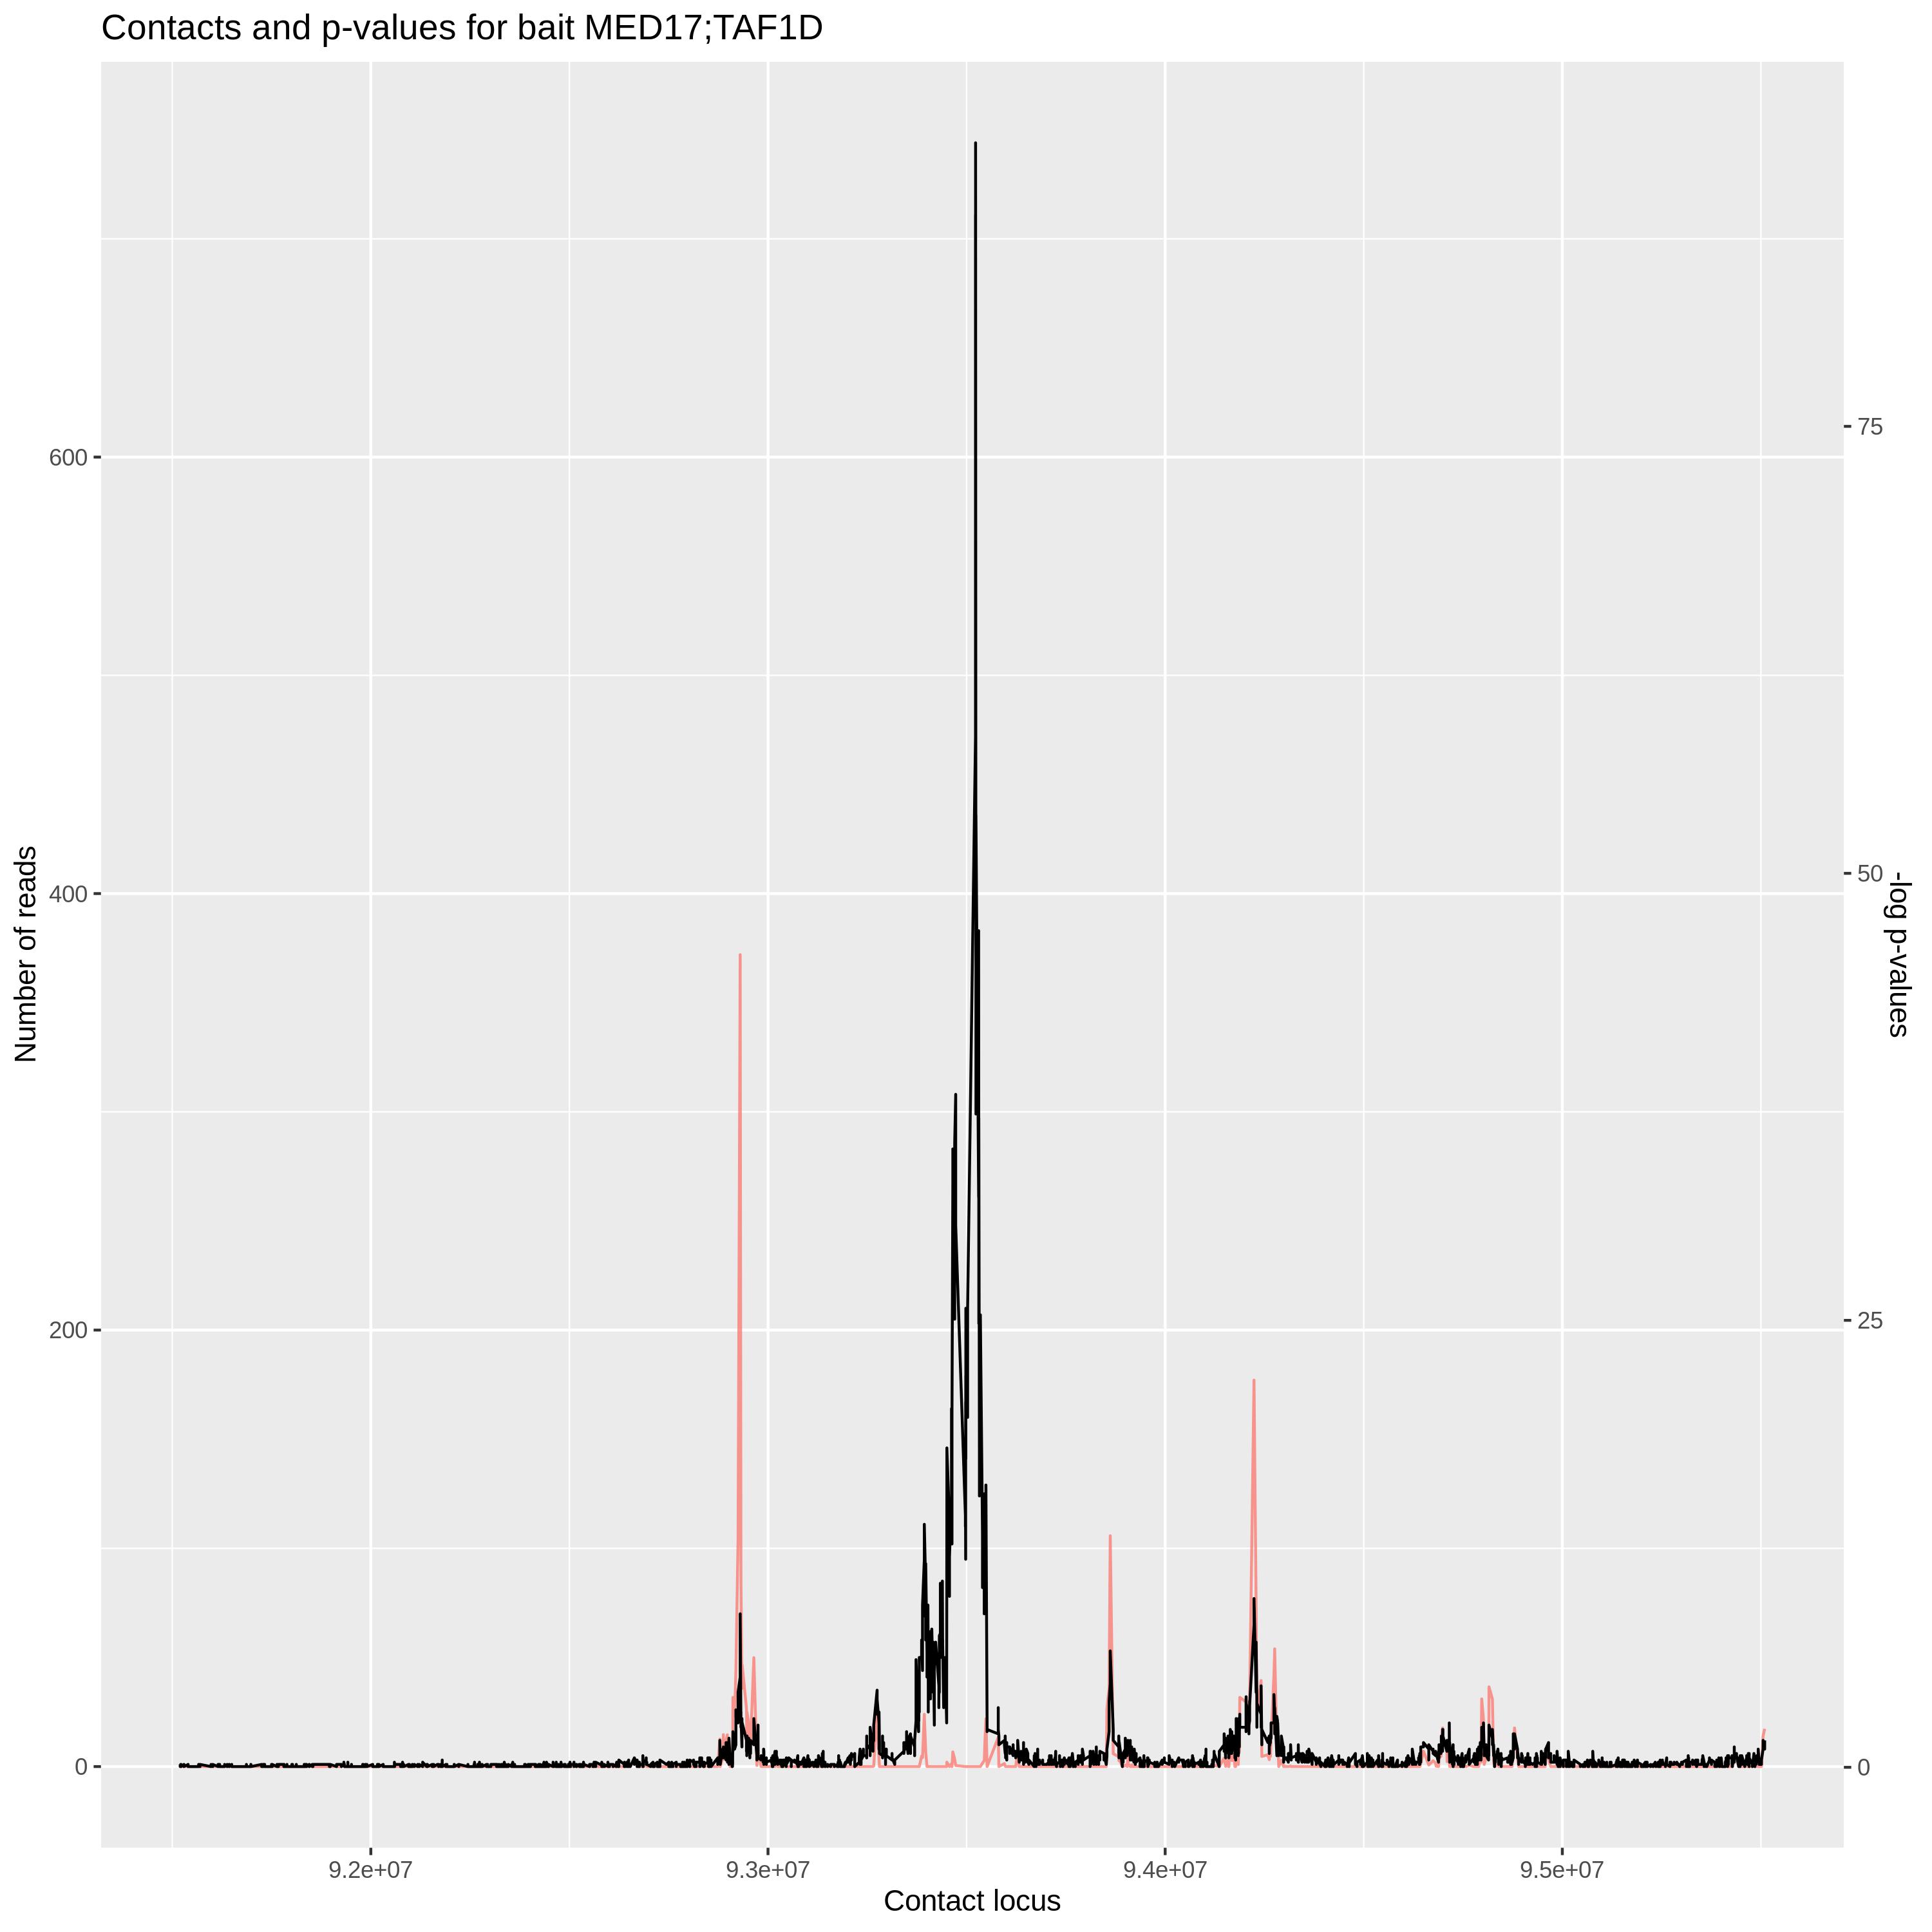 Contacts and p-values for bait MED17;TAF1D
Number of reads
600
400
200
0
75
50
25
0
-log p-values
9.2e+07 9.3e+07 9.4e+07 9.5e+07
Contact locus